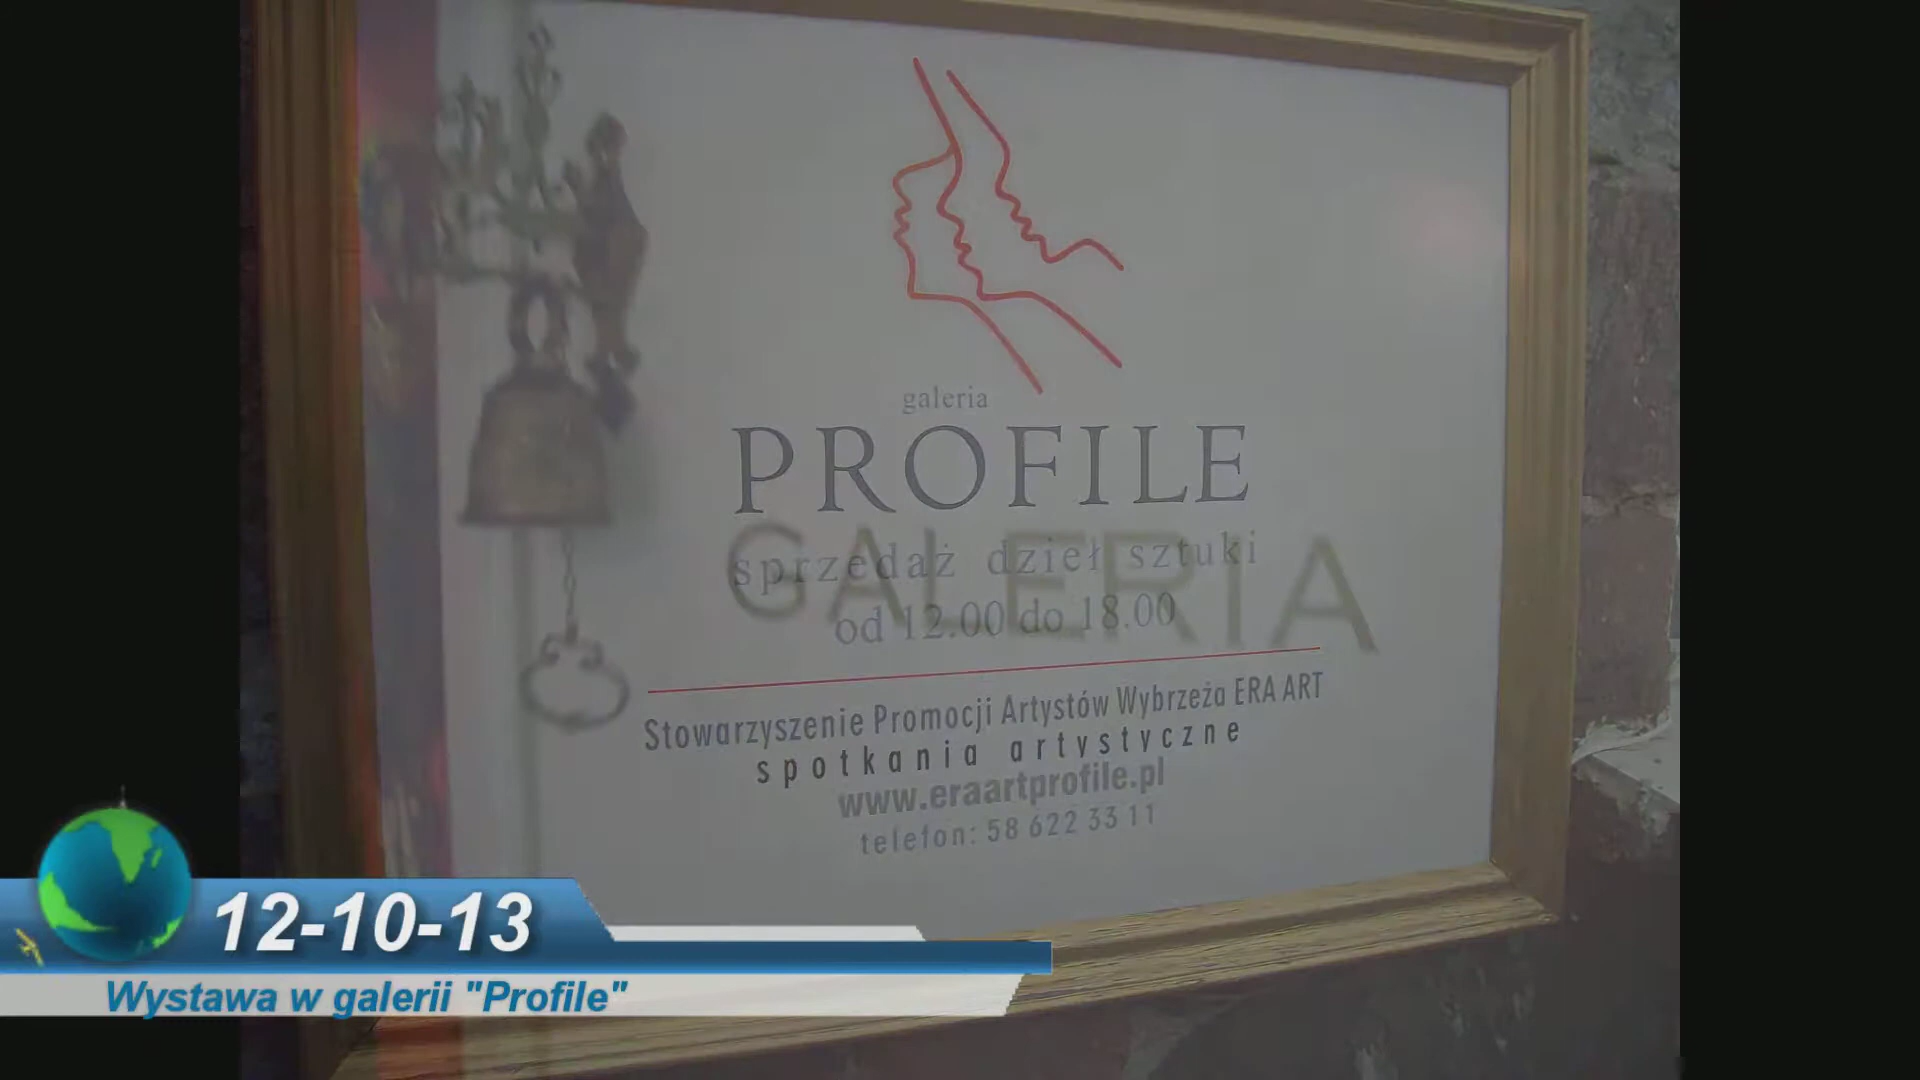 galeria
PROFILE
GALERIA
sprzedaż dzieł sztuki
od 12.00 do 18.00
Stowarzyszenie Promocji Artystów Wybrzeża ERA ART
spotkania artystyczne
www.eraartprofile.pl
telefon: 58 622 33 11
12-10-13
Wystawa w galerii "Profile"